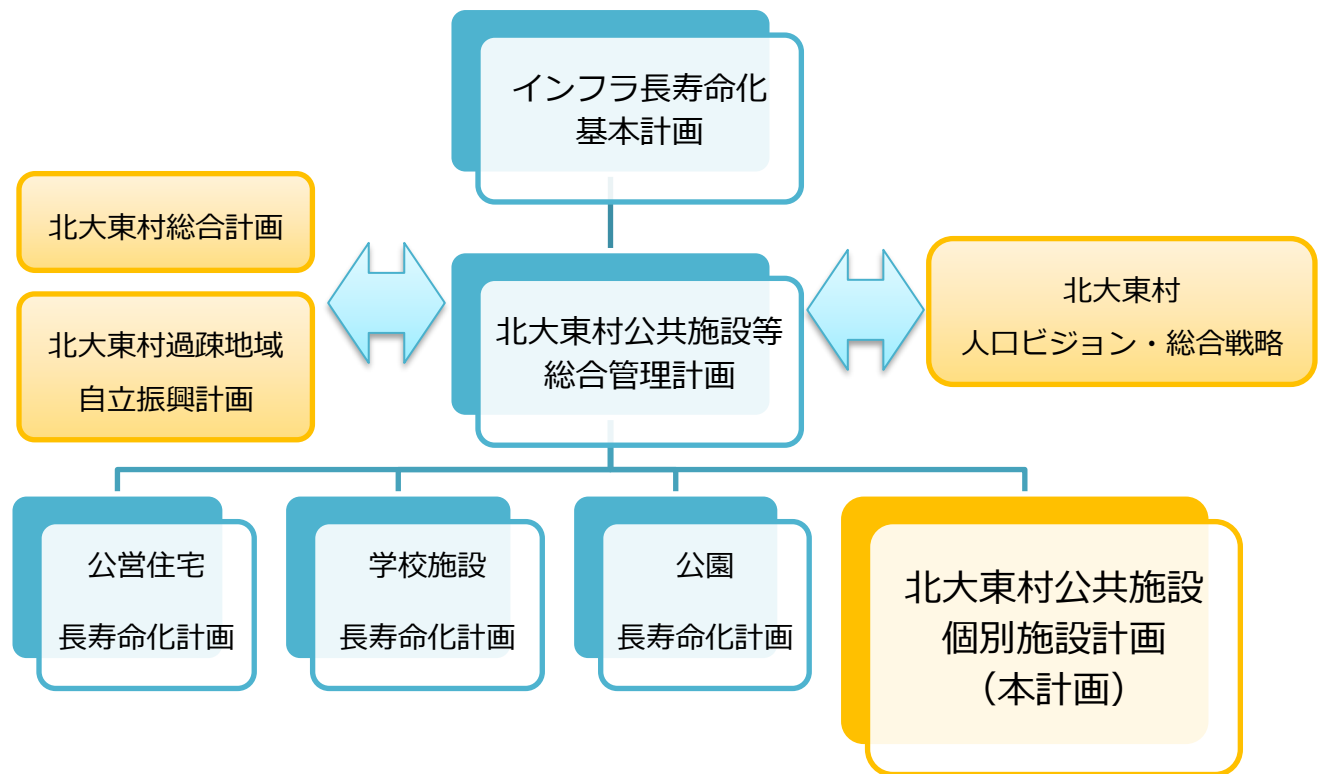 インフラ長寿命化
基本計画
北大東村総合計画
北大東村過疎地域
自立振興計画
北大東村公共施設等
総合管理計画
北大東村
人口ビジョン・総合戦略
公営住宅
長寿命化計画
学校施設
長寿命化計画
公園
長寿命化計画
北大東村公共施設
個別施設計画
（本計画）